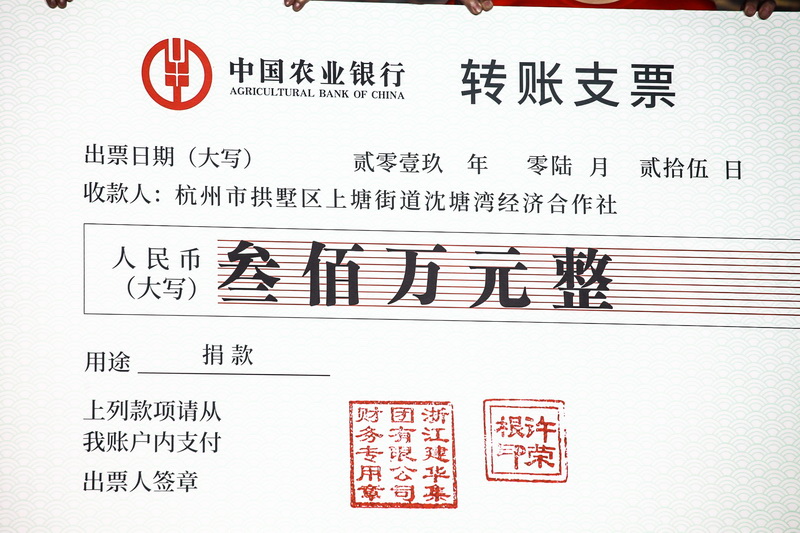 中国农业银行
AGRICULTURAL BANK OF CHINA
转账支票
出票日期（大写） 贰零壹玖 年 零陆 月 贰拾伍 日
收款人：杭州市拱墅区上塘街道沈塘湾经济合作社
人民币
（大写）
叁佰万元整
用途 捐款
上列款项请从
我账户内支付
出票人签章
浙江建华集
团有限公司
财务专用章
许荣
根印